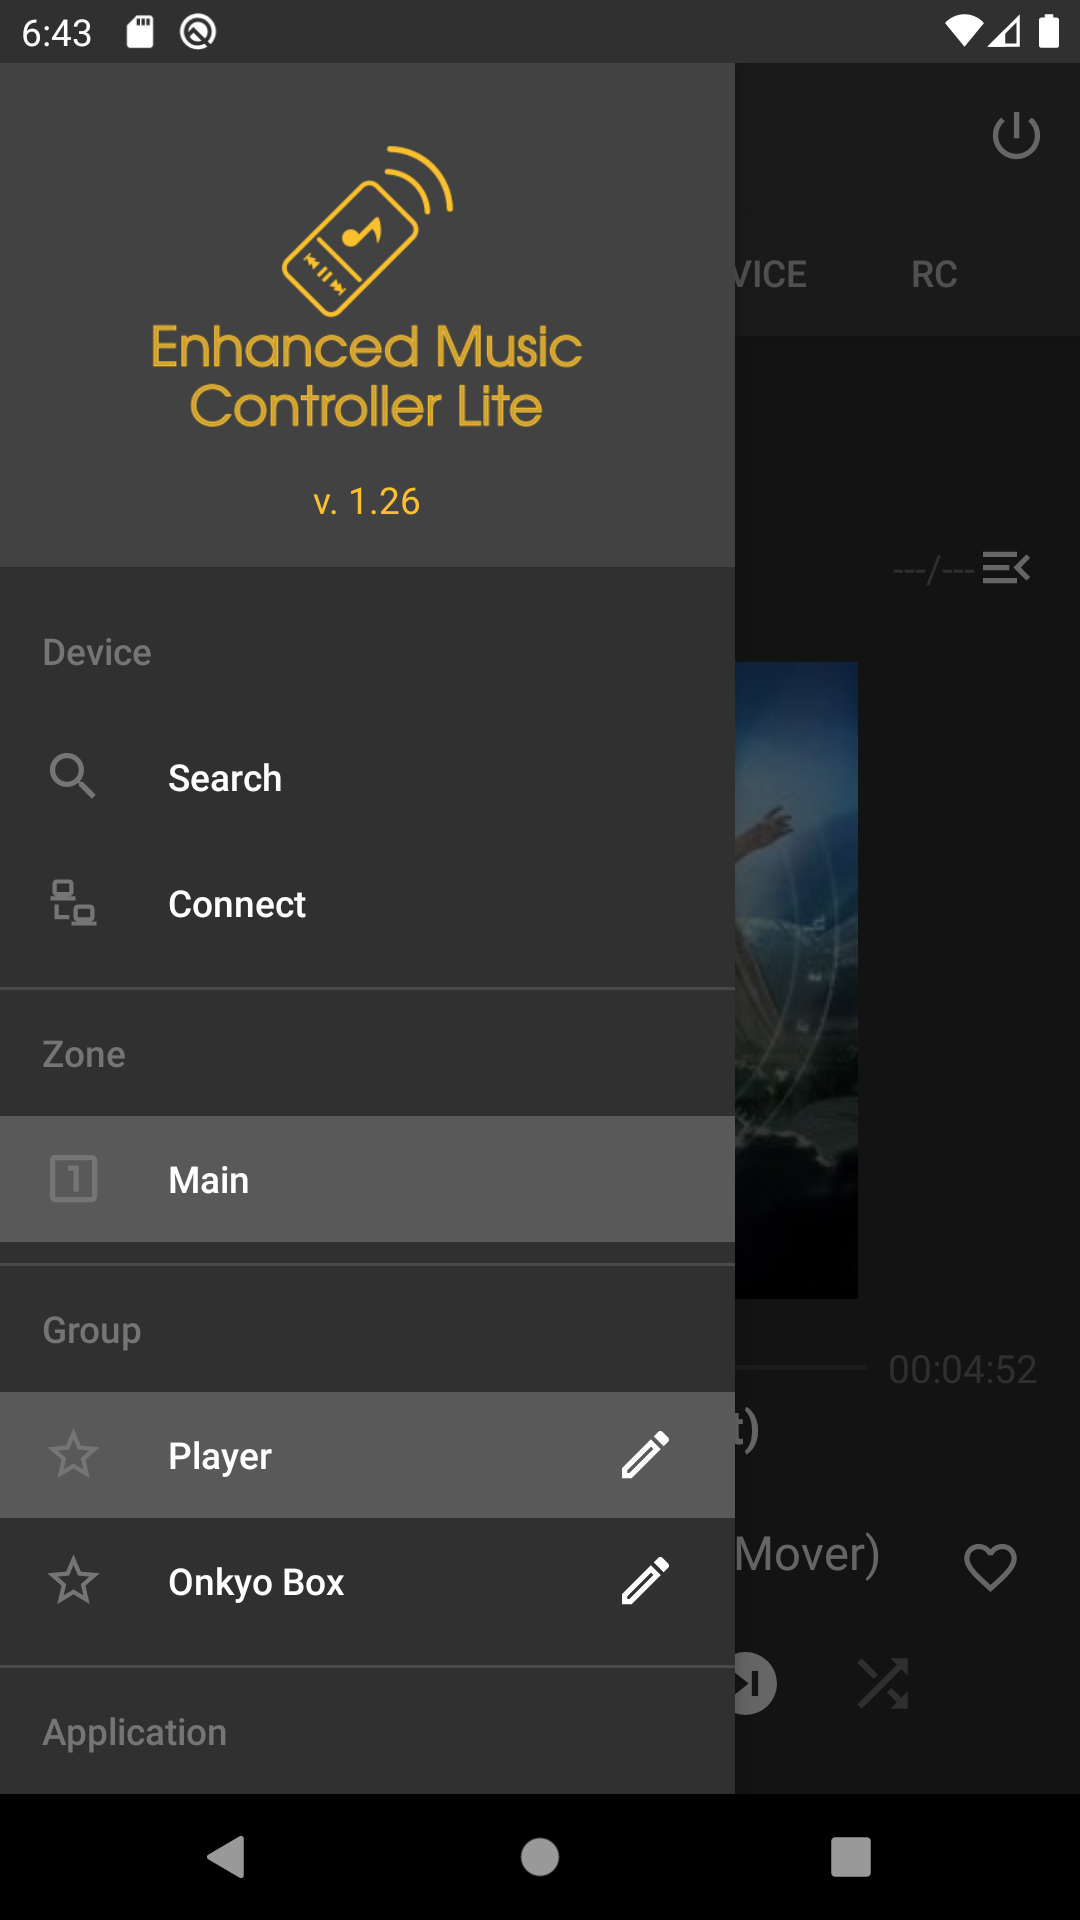 6:43
Enhanced Music
Controller Lite
v. 1.26
VICE
RC
---/---
Device
Search
Connect
Zone
1
Main
Group
00:04:52
Player
t)
Onkyo Box
Mover)
Application